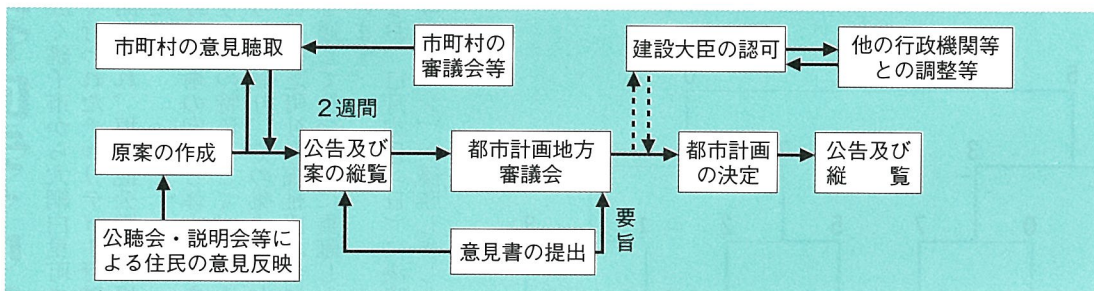 市町村の意見聴取
市町村の
審議会等
建設大臣の認可
他の行政機関等
との調整等
2週間
原案の作成
公告及び
案の縦覧
都市計画地方
審議会
都市計画
の決定
公告及び
縦　　覧
公聴会・説明会等に
よる住民の意見反映
意見書の提出
要旨